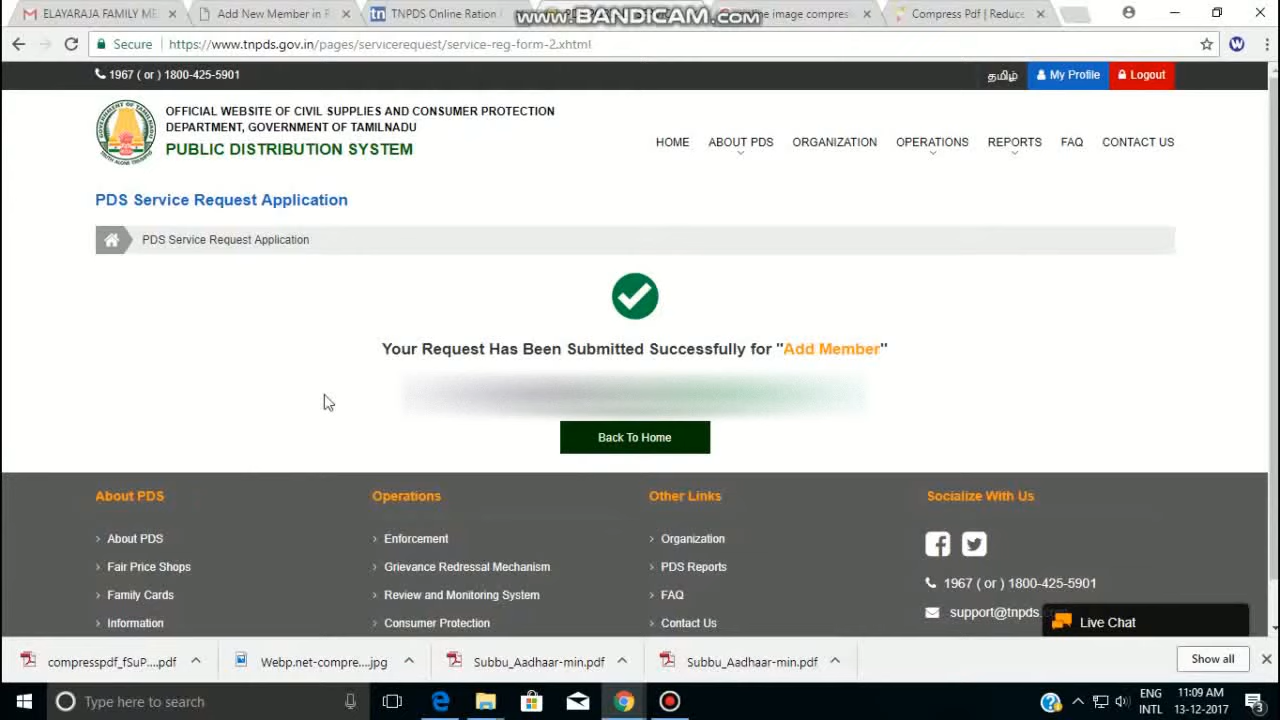 ELAYARAJA FAMILY ME
Add New Member in F
TNPDS Online Ration
www.BANDICAM.com
image compres
Compress Pdf | Reduce
Secure
https://www.tnpds.gov.in/pages/servicerequest/service-reg-form-2.xhtml
1967 ( or ) 1800-425-5901
தமிழ்
My Profile
Logout
OFFICIAL WEBSITE OF CIVIL SUPPLIES AND CONSUMER PROTECTION
DEPARTMENT, GOVERNMENT OF TAMILNADU
PUBLIC DISTRIBUTION SYSTEM
HOME
ABOUT PDS
ORGANIZATION
OPERATIONS
REPORTS
FAQ
CONTACT US
PDS Service Request Application
PDS Service Request Application
Your Request Has Been Submitted Successfully for "Add Member"
Back To Home
About PDS
About PDS
Fair Price Shops
Family Cards
Information
Operations
Enforcement
Grievance Redressal Mechanism
Review and Monitoring System
Consumer Protection
Other Links
Organization
PDS Reports
FAQ
Contact Us
Socialize With Us
1967 ( or ) 1800-425-5901
support@tnpds.
Live Chat
compresspdf_fSuP....pdf
Webp.net-compre....jpg
Subbu_Aadhaar-min.pdf
Subbu_Aadhaar-min.pdf
Show all
Type here to search
ENG
INTL
11:09 AM
13-12-2017
3